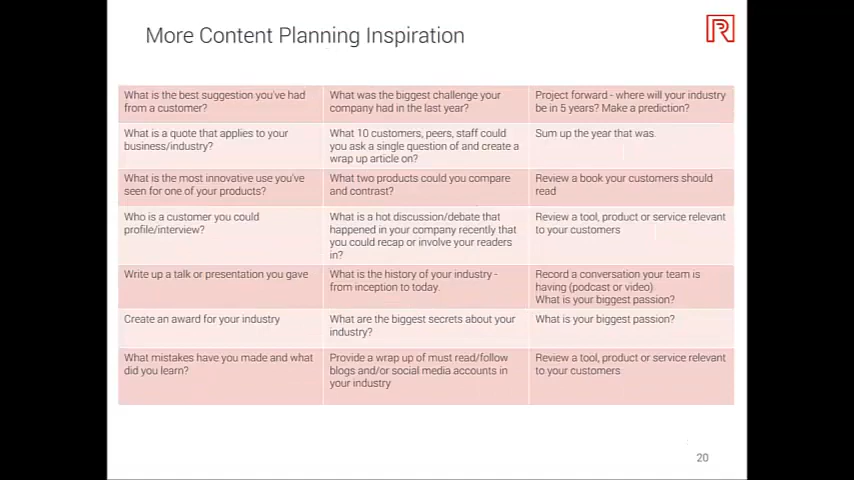 More Content Planning Inspiration
R
What is the best suggestion you've had
from a customer?
What was the biggest challenge your
company had in the last year?
Project forward - where will your industry
be in 5 years? Make a prediction?
What is a quote that applies to your
business/industry?
What 10 customers, peers, staff could
you ask a single question of and create a
wrap up article on?
Sum up the year that was.
What is the most innovative use you've
seen for one of your products?
What two products could you compare
and contrast?
Review a book your customers should
read
Who is a customer you could
profile/interview?
What is a hot discussion/debate that
happened in your company recently that
you could recap or involve your readers
in?
Review a tool, product or service relevant
to your customers
Write up a talk or presentation you gave
What is the history of your industry -
from inception to today.
Record a conversation your team is
having (podcast or video)
What is your biggest passion?
Create an award for your industry
What are the biggest secrets about your
industry?
What is your biggest passion?
What mistakes have you made and what
did you learn?
Provide a wrap up of must read/follow
blogs and/or social media accounts in
your industry
Review a tool, product or service relevant
to your customers
20